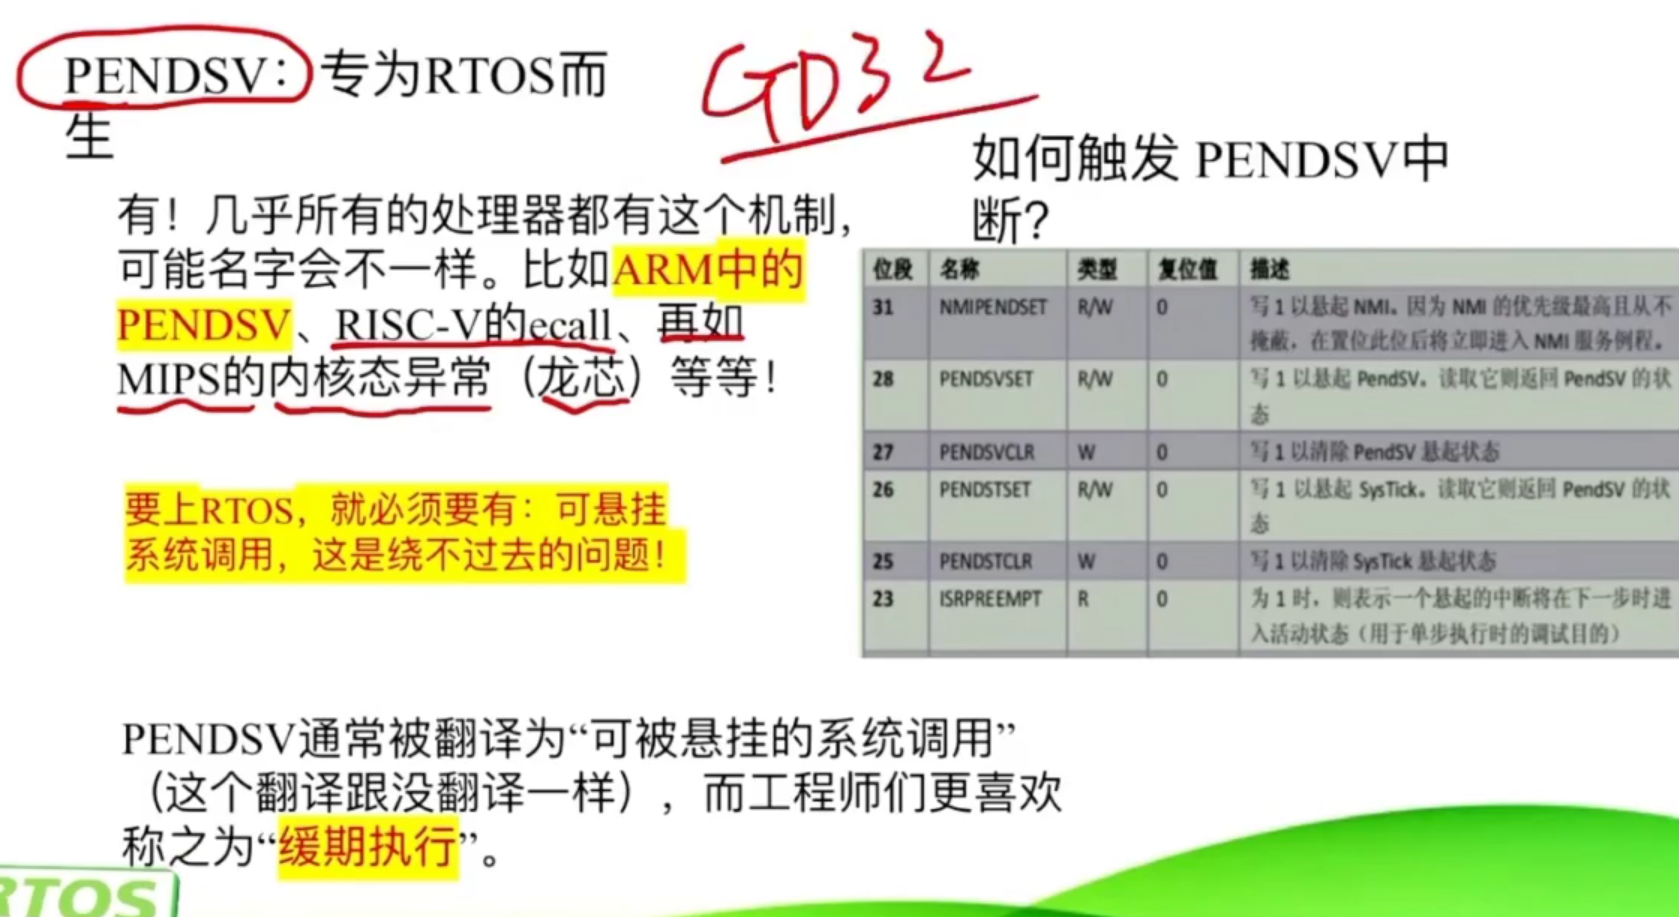 PENDSV：专为RTOS而
生
GD32
有！几乎所有的处理器都有这个机制，
可能名字会不一样。比如ARM中的
PENDSV、RISC-V的ecall、再如
MIPS的内核态异常（龙芯）等等！
要上RTOS，就必须要有：可悬挂
系统调用，这是绕不过去的问题！
如何触发 PENDSV中
断？
位段 名称 类型 复位值 描述
31 NMIPENDSET R/W 0 写 1 以悬起 NMI。因为 NMI 的优先级最高且从不
掩蔽，在置位此位后将立即进入 NMI 服务例程。
28 PENDSVSET R/W 0 写 1 以悬起 PendSV。读取它则返回 PendSV 的状
态
27 PENDSVCLR W 0 写 1 以清除 PendSV 悬起状态
26 PENDSTSET R/W 0 写 1 以悬起 SysTick。读取它则返回 PendSV 的状
态
25 PENDSTCLR W 0 写 1 以清除 SysTick 悬起状态
23 ISRPREEMPT R 0 为 1 时，则表示一个悬起的中断将在下一步时进
入活动状态（用于单步执行时的调试目的）
PENDSV通常被翻译为“可被悬挂的系统调用”
（这个翻译跟没翻译一样），而工程师们更喜欢
称之为“缓期执行”。
RTOS